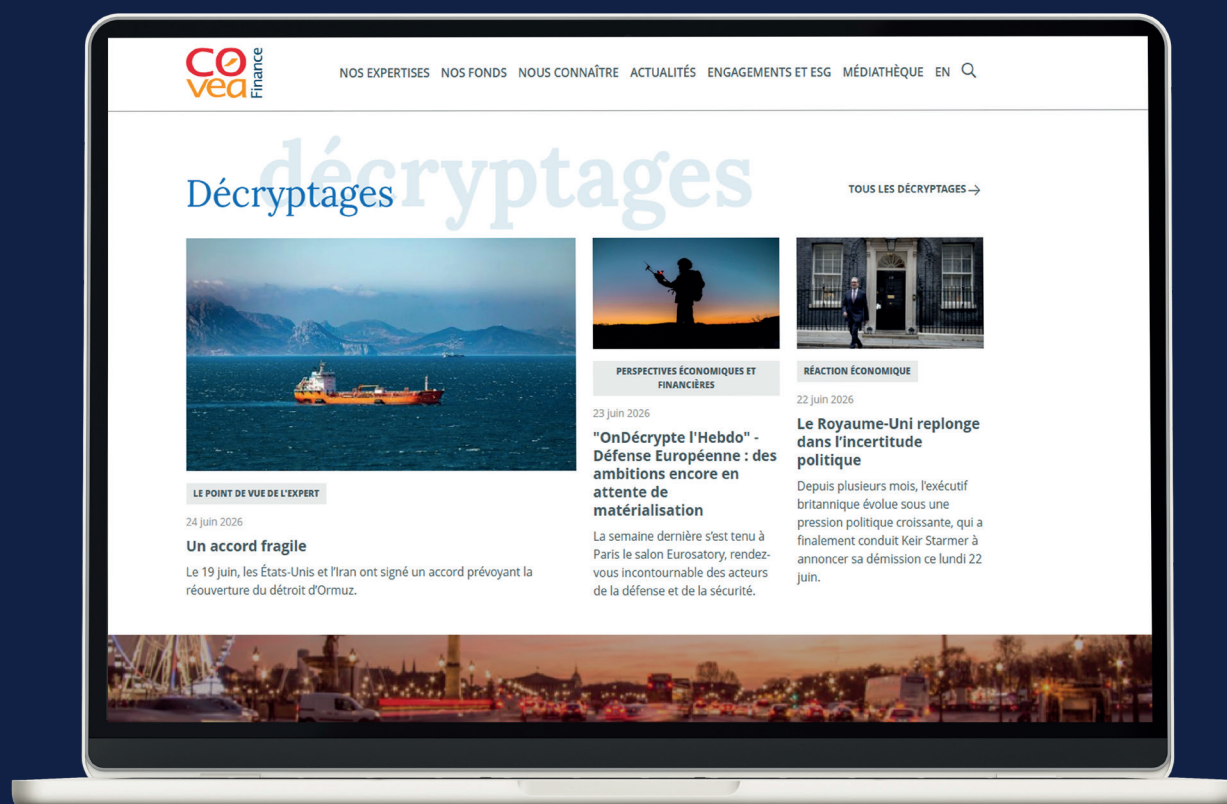 covea
Finance
NOS EXPERTISES NOS FONDS NOUS CONNAÎTRE ACTUALITÉS ENGAGEMENTS ET ESG MÉDIATHÈQUE EN
décryptages
Décryptages
TOUS LES DÉCRYPTAGES →
LE POINT DE VUE DE L'EXPERT
24 juin 2026
Un accord fragile
Le 19 juin, les États-Unis et l’Iran ont signé un accord prévoyant la
réouverture du détroit d’Ormuz.
PERSPECTIVES ÉCONOMIQUES ET
FINANCIÈRES
23 juin 2026
"OnDécrypte l'Hebdo" -
Défense Européenne : des
ambitions encore en
attente de
matérialisation
La semaine dernière s’est tenu à
Paris le salon Eurosatory, rendez-
vous incontournable des acteurs
de la défense et de la sécurité.
RÉACTION ÉCONOMIQUE
22 juin 2026
Le Royaume-Uni replonge
dans l’incertitude
politique
Depuis plusieurs mois, l'exécutif
britannique évolue sous une
pression politique croissante, qui a
finalement conduit Keir Starmer à
annoncer sa démission ce lundi 22
juin.